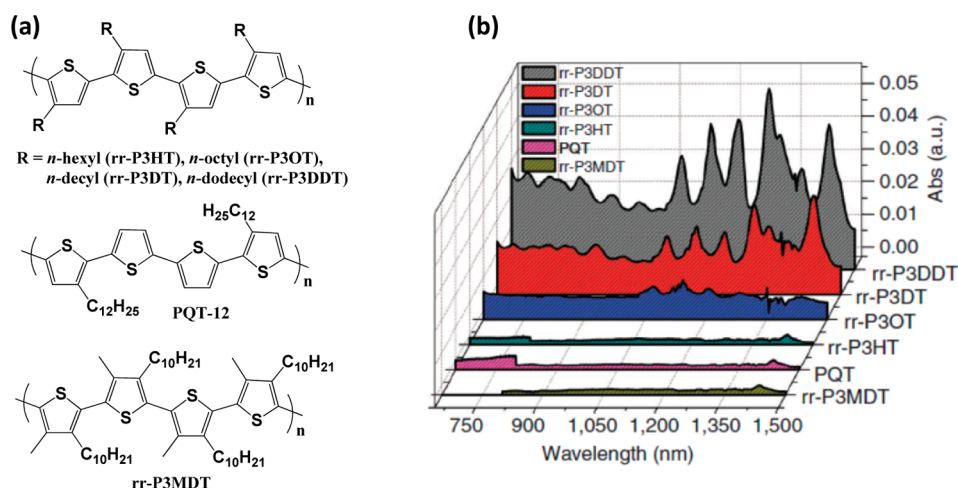 (a)
R
R
S
S
S
S
n
R
R
R = n-hexyl (rr-P3HT), n-octyl (rr-P3OT),
n-decyl (rr-P3DT), n-dodecyl (rr-P3DDT)
H25C12
S
S
S
S
n
C12H25
PQT-12
C10H21
C10H21
S
S
S
S
n
C10H21
C10H21
rr-P3MDT
(b)
rr-P3DDT
rr-P3DT
rr-P3OT
rr-P3HT
PQT
rr-P3MDT
0.05
0.04
0.03
0.02
0.01
0.00
Abs (a.u.)
rr-P3DDT
rr-P3DT
rr-P3OT
rr-P3HT
PQT
rr-P3MDT
750
900
1,050
1,200
1,350
1,500
Wavelength (nm)